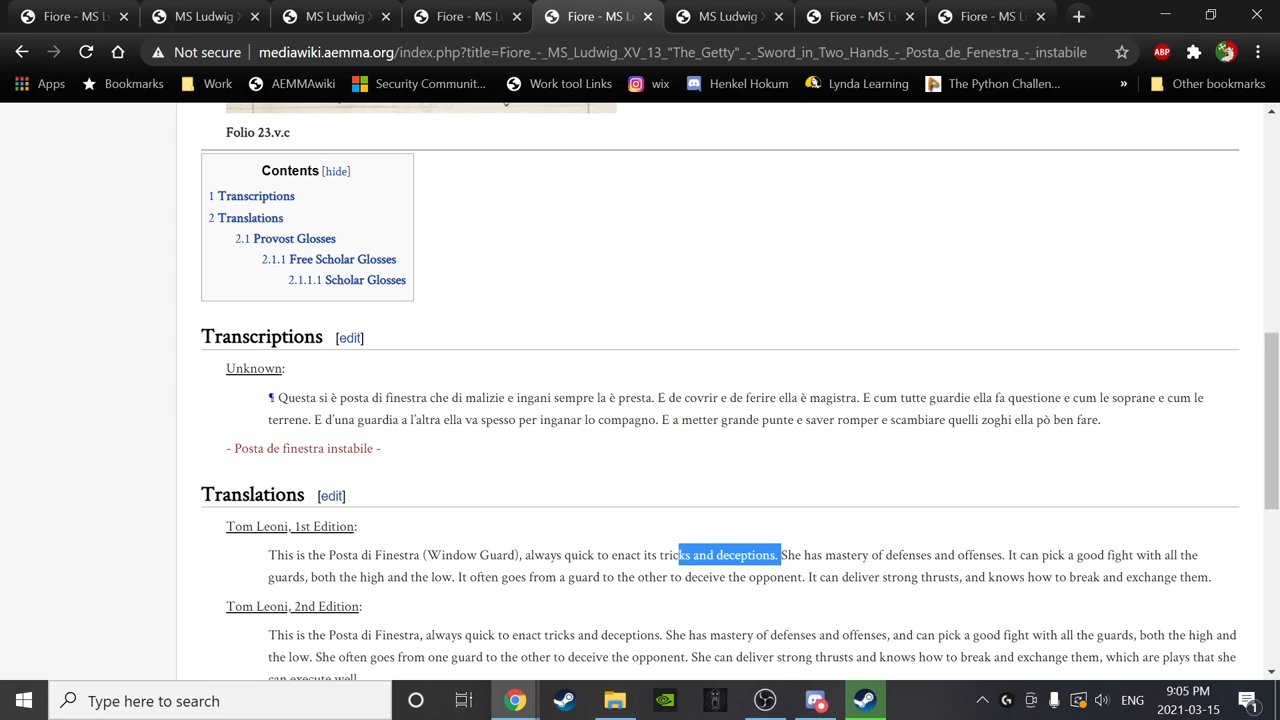 Fiore - MS L
MS Ludwig X
MS Ludwig X
Fiore - MS L
Fiore - MS L
MS Ludwig
Fiore - MS L
Fiore - MS L
Not secure
mediawiki.aemma.org/index.php?title=Fiore_-_MS_Ludwig_XV_13_"The_Getty"_-_Sword_in_Two_Hands_-_Posta_de_Fenestra_-_instabile
ABP
Apps
Bookmarks
Work
AEMMAwiki
Security Communit...
Work tool Links
wix
Henkel Hokum
Lynda Learning
The Python Challen...
»
Other bookmarks
Folio 23.v.c
Contents [hide]
1 Transcriptions
2 Translations
2.1 Provost Glosses
2.1.1 Free Scholar Glosses
2.1.1.1 Scholar Glosses
Transcriptions [edit]
Unknown:
¶ Questa si è posta di finestra che di malizie e ingani sempre la è presta. E de covrir e de ferire ella è magistra. E cum tutte guardie ella fa questione e cum le soprane e cum le
terrene. E d'una guardia a l'altra ella va spesso per inganar lo compagno. E a metter grande punte e saver romper e scambiare quelli zoghi ella pò ben fare.
- Posta de finestra instabile -
Translations [edit]
Tom Leoni, 1st Edition:
This is the Posta di Finestra (Window Guard), always quick to enact its tricks and deceptions. She has mastery of defenses and offenses. It can pick a good fight with all the
guards, both the high and the low. It often goes from a guard to the other to deceive the opponent. It can deliver strong thrusts, and knows how to break and exchange them.
Tom Leoni, 2nd Edition:
This is the Posta di Finestra, always quick to enact tricks and deceptions. She has mastery of defenses and offenses, and can pick a good fight with all the guards, both the high and
the low. She often goes from one guard to the other to deceive the opponent. She can deliver strong thrusts and knows how to break and exchange them, which are plays that she
can execute well.
Type here to search
ENG
9:05 PM
2021-03-15
1